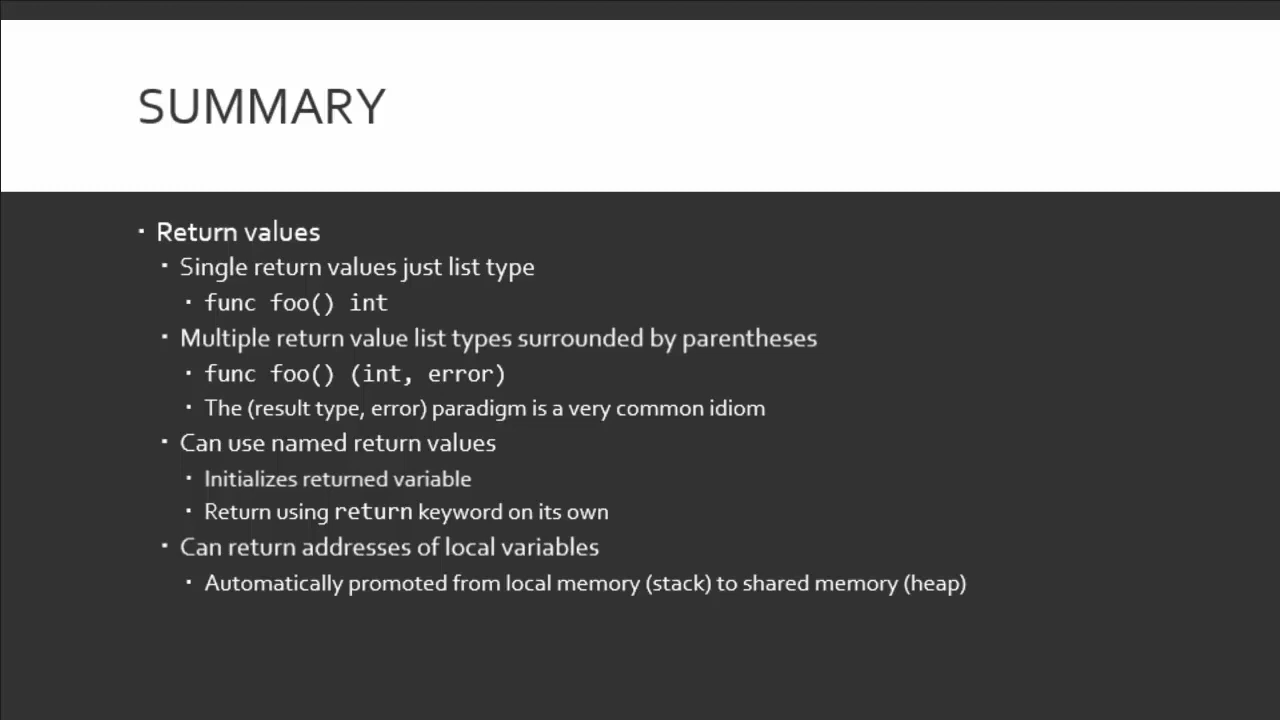 SUMMARY
▪ Return values
▪ Single return values just list type
▪ func foo() int
▪ Multiple return value list types surrounded by parentheses
▪ func foo() (int, error)
▪ The (result type, error) paradigm is a very common idiom
▪ Can use named return values
▪ Initializes returned variable
▪ Return using return keyword on its own
▪ Can return addresses of local variables
▪ Automatically promoted from local memory (stack) to shared memory (heap)